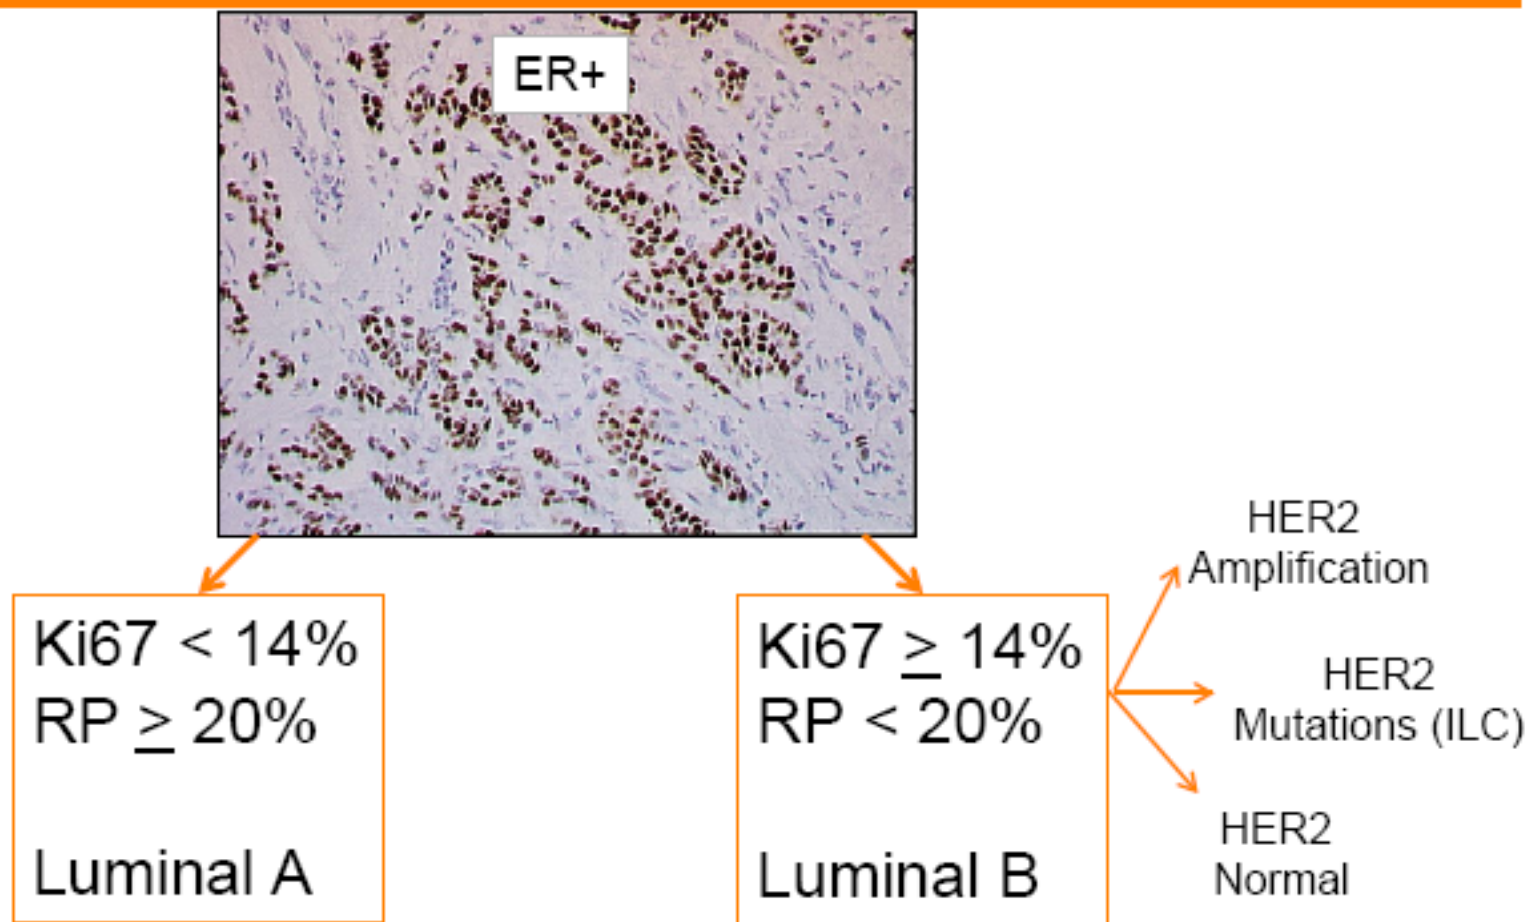 ER+
Ki67 < 14%
RP ≥ 20%
Luminal A
Ki67 ≥ 14%
RP < 20%
Luminal B
HER2
Amplification
HER2
Mutations (ILC)
HER2
Normal